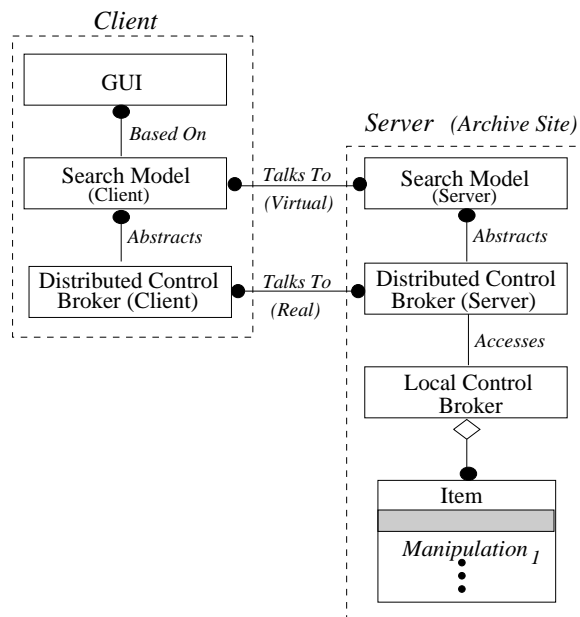 Client
GUI
Based On
Search Model
(Client)
Abstracts
Distributed Control
Broker (Client)
Talks To
(Virtual)
Talks To
(Real)
Server (Archive Site)
Search Model
(Server)
Abstracts
Distributed Control
Broker (Server)
Accesses
Local Control
Broker
Item
Manipulation 1